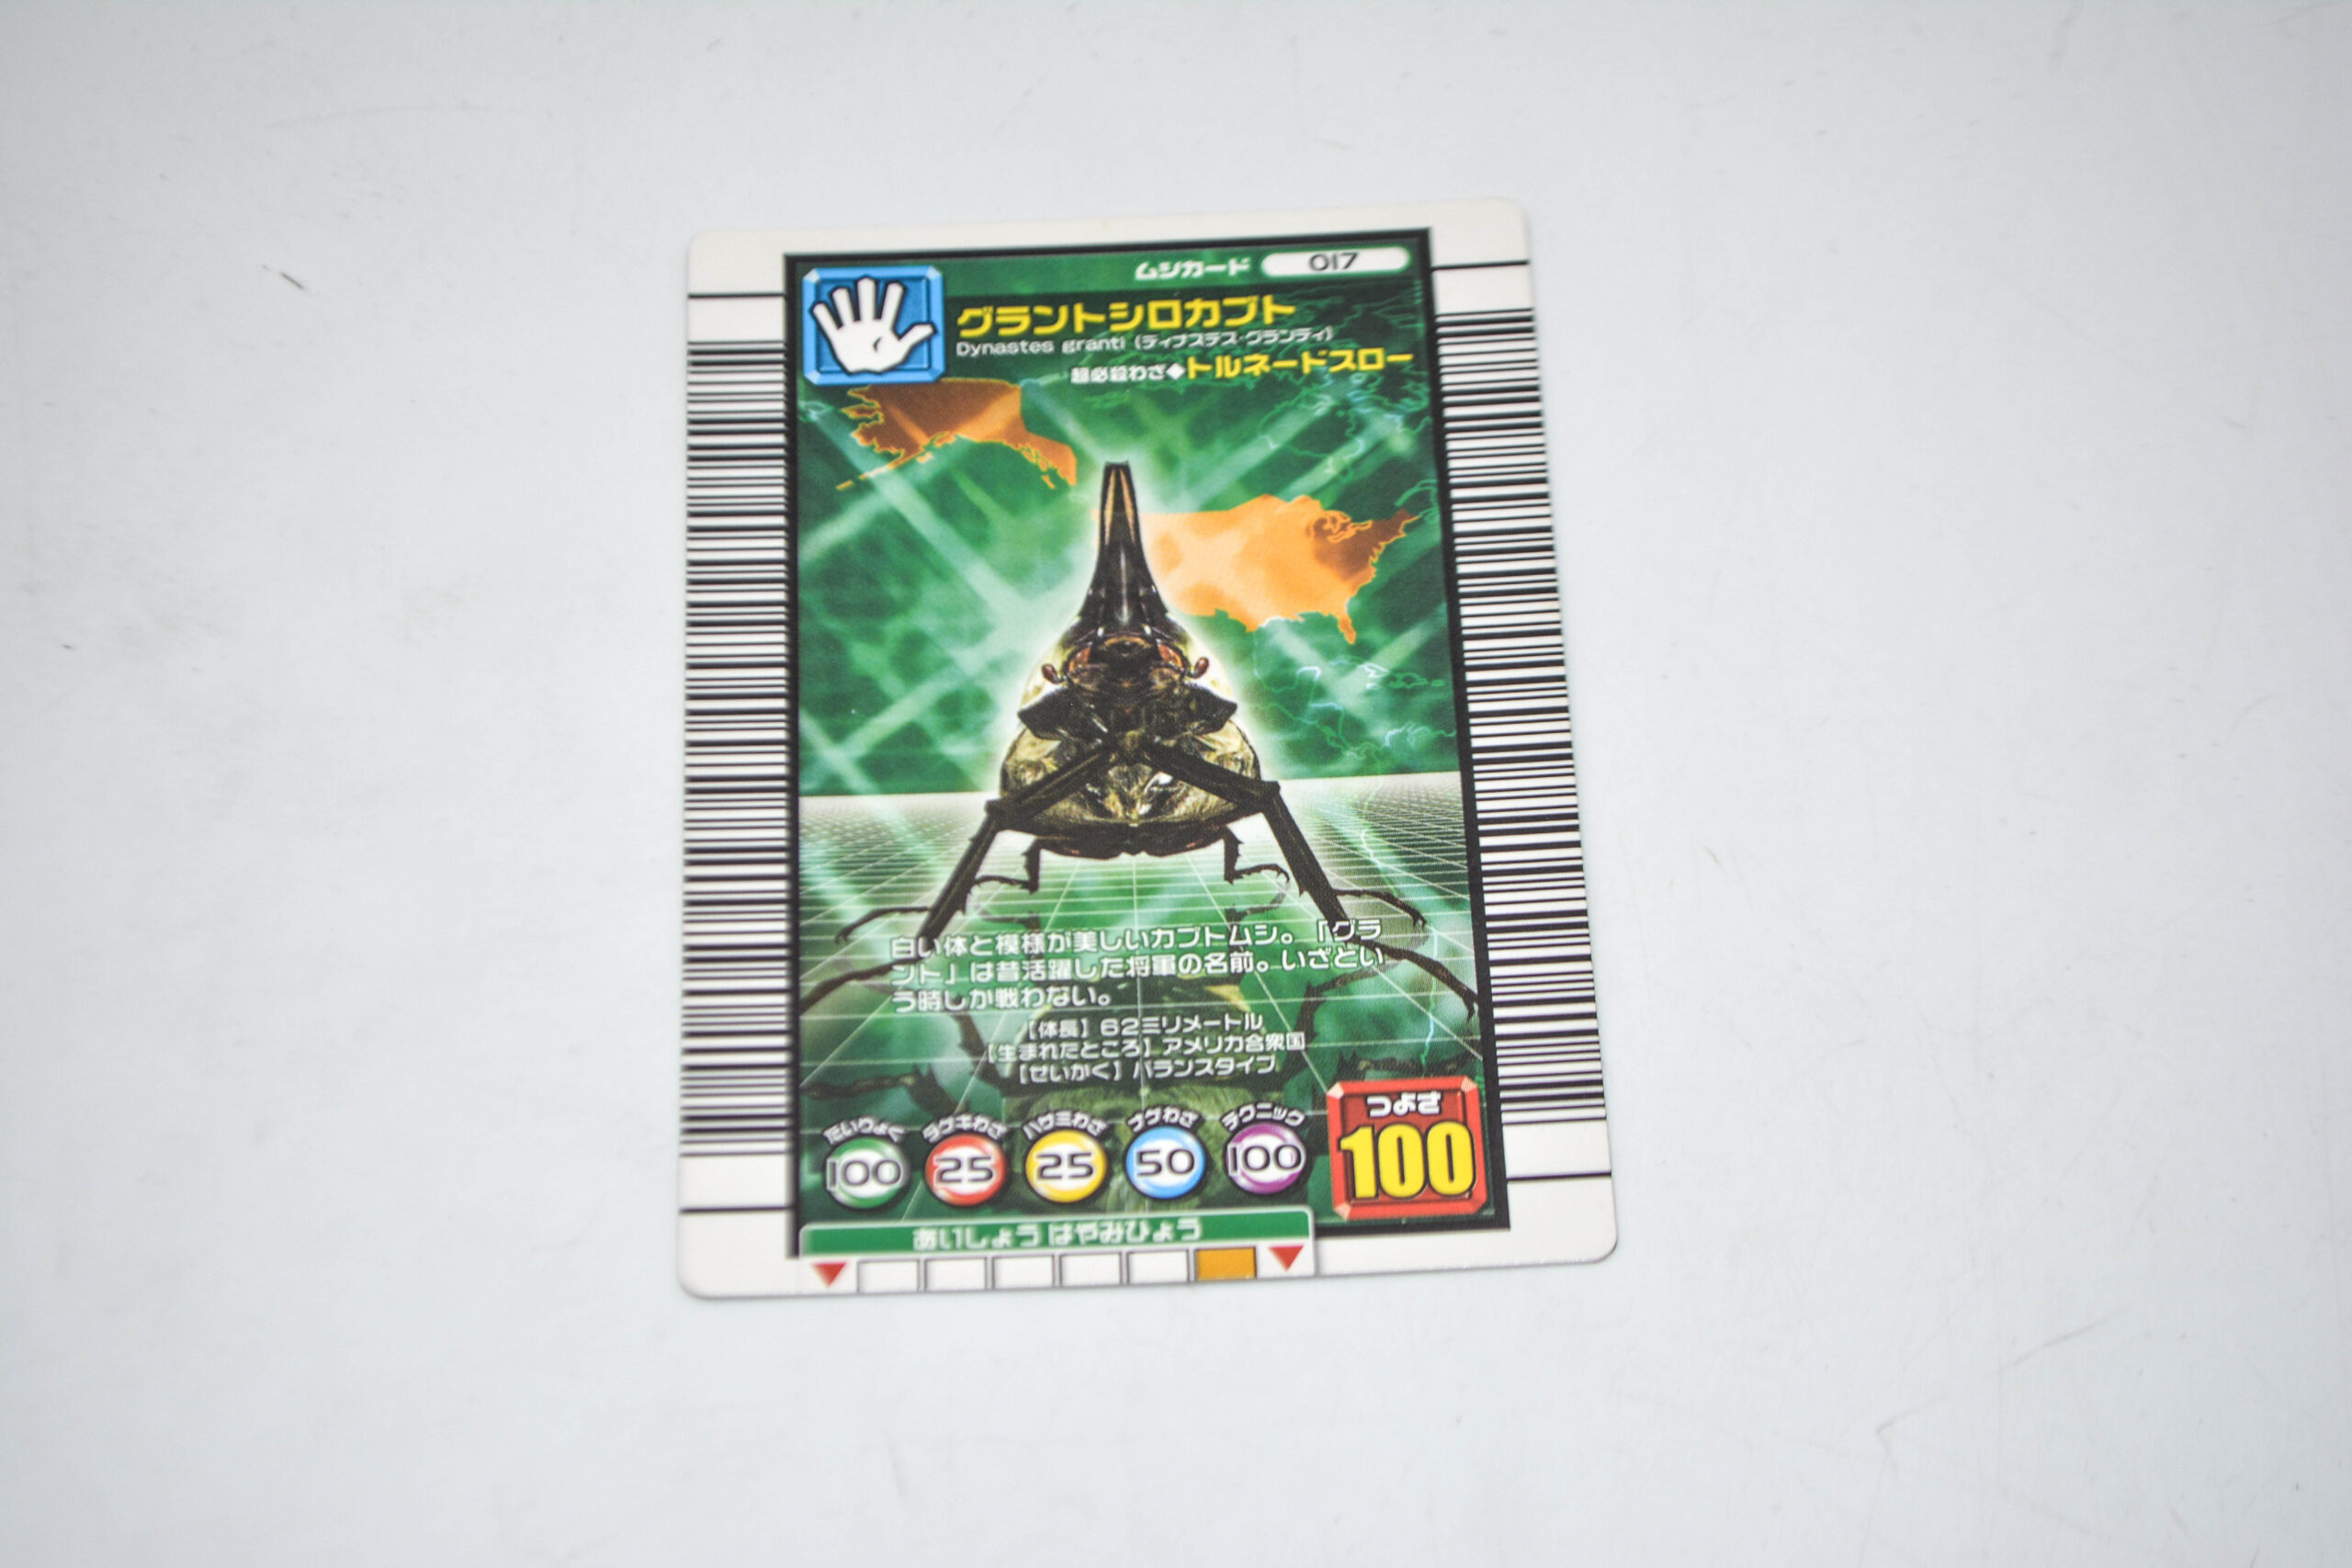 ムシカード 017
グラントシロカブト
Dynastes granti (ディナステス・グランティ)
超必殺わざ◆トルネードスロー
白い体と模様が美しいカブトムシ。「グラ
ント」は昔活躍した将軍の名前。いざとい
う時しか戦わない。
【体長】62ミリメートル
【生まれたところ】アメリカ合衆国
【せいかく】バランスタイプ
たいりょく ダゲキわざ ハサミわざ ナゲわざ テクニック つよさ
100 25 25 50 100 100
あいしょう はやみひょう